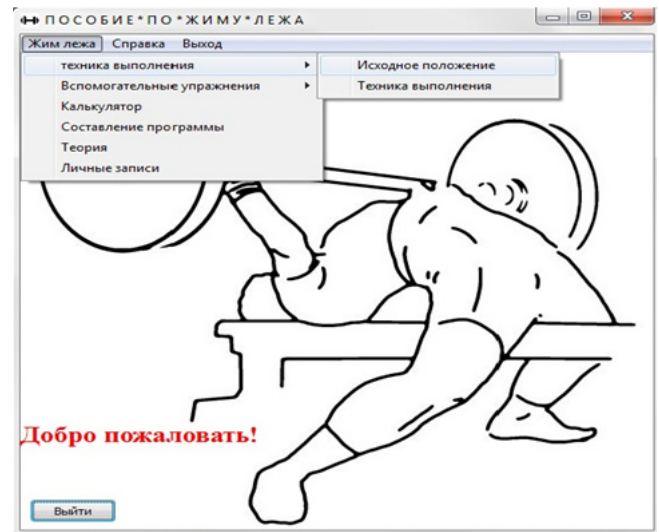 ПОСОБИЕ*ПО*ЖИМУ*ЛЕЖА
Жим лежа Справка Выход
техника выполнения
Исходное положение
Вспомогательные упражнения
Техника выполнения
Калькулятор
Составление программы
Теория
Личные записи
Добро пожаловать!
Выйти